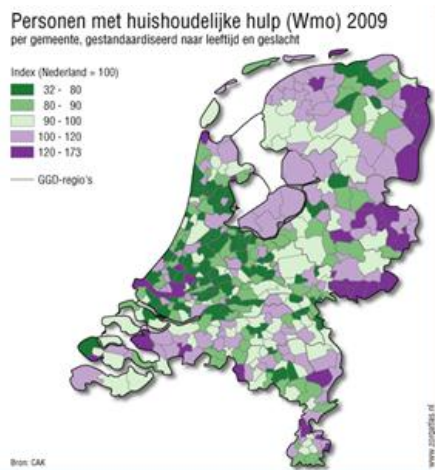 Personen met huishoudelijke hulp (Wmo) 2009
per gemeente, gestandaardiseerd naar leeftijd en geslacht
Index (Nederland = 100)
32 - 80
80 - 90
90 - 100
100 - 120
120 - 173
GGD-regio's
Bron: CAK
www.zorgatlas.nl